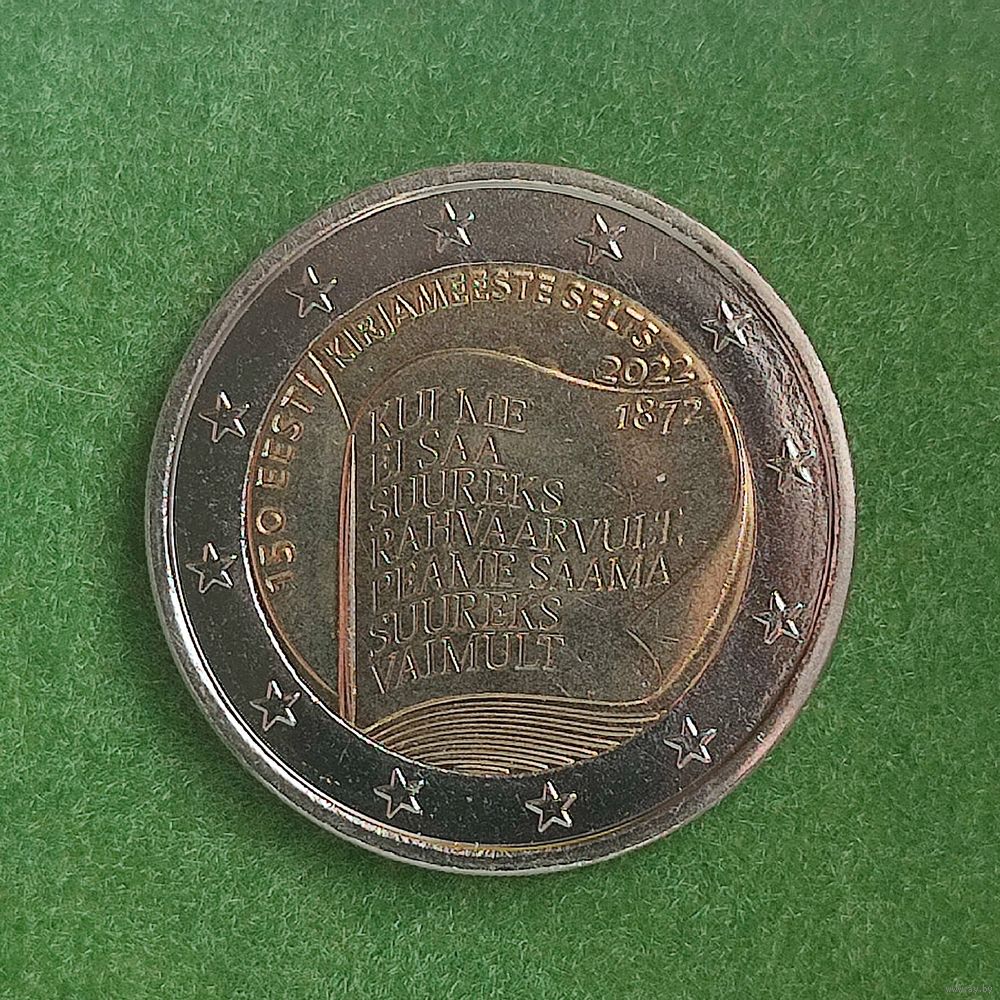 150 EESTI KIRJAMEESTE SELTS
2022
1872
KUI ME
EI SAA
SUUREKS
RAHVAARVULT,
PEAME SAAMA
SUUREKS
VAIMULT